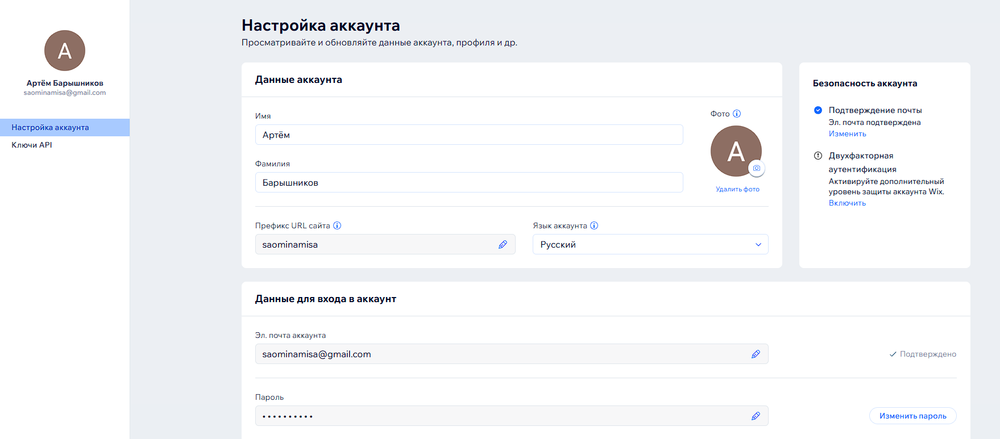 A
Артём Барышников
saominamisa@gmail.com
Настройка аккаунта
Ключи API
Настройка аккаунта
Просматривайте и обновляйте данные аккаунта, профиля и др.
Данные аккаунта
Имя
Артём
Фамилия
Барышников
Фото
A
Удалить фото
Префикс URL сайта
saominamisa
Язык аккаунта
Русский
Безопасность аккаунта
Подтверждение почты
Эл. почта подтверждена
Изменить
Двухфакторная
аутентификация
Активируйте дополнительный
уровень защиты аккаунта Wix.
Включить
Данные для входа в аккаунт
Эл. почта аккаунта
saominamisa@gmail.com
Подтверждено
Пароль
••••••••••
Изменить пароль